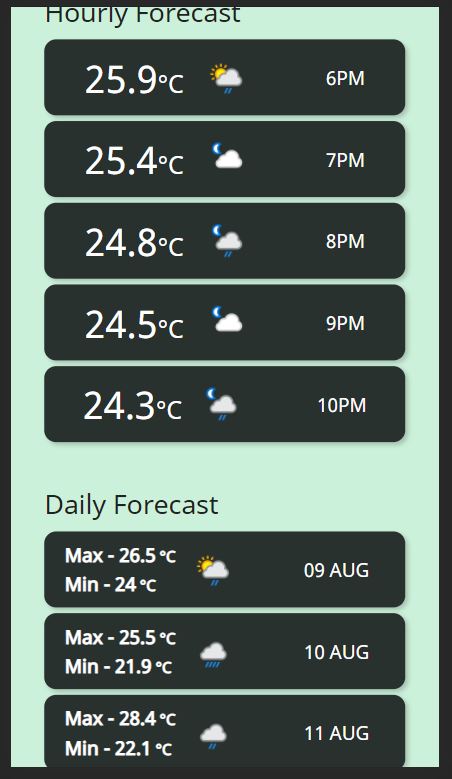 Hourly Forecast
25.9°C 6PM
25.4°C 7PM
24.8°C 8PM
24.5°C 9PM
24.3°C 10PM
Daily Forecast
Max - 26.5 °C
Min - 24 °C
09 AUG
Max - 25.5 °C
Min - 21.9 °C
10 AUG
Max - 28.4 °C
Min - 22.1 °C
11 AUG